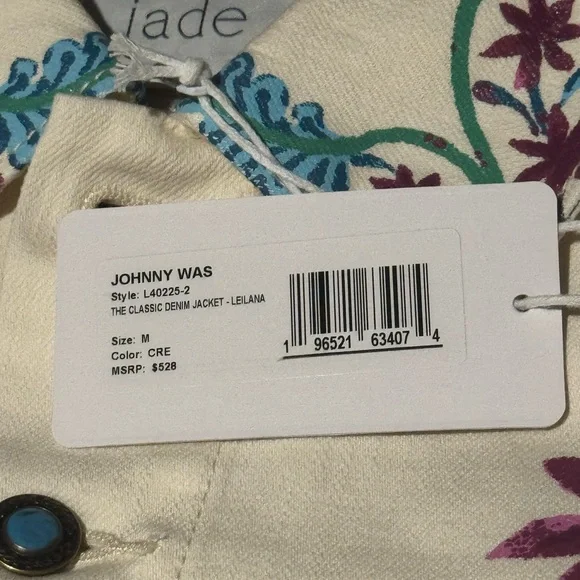 jade
JOHNNY WAS
Style: L40225-2
THE CLASSIC DENIM JACKET - LEILANA
Size: M
Color: CRE
MSRP: $528
1 96521 63407 4